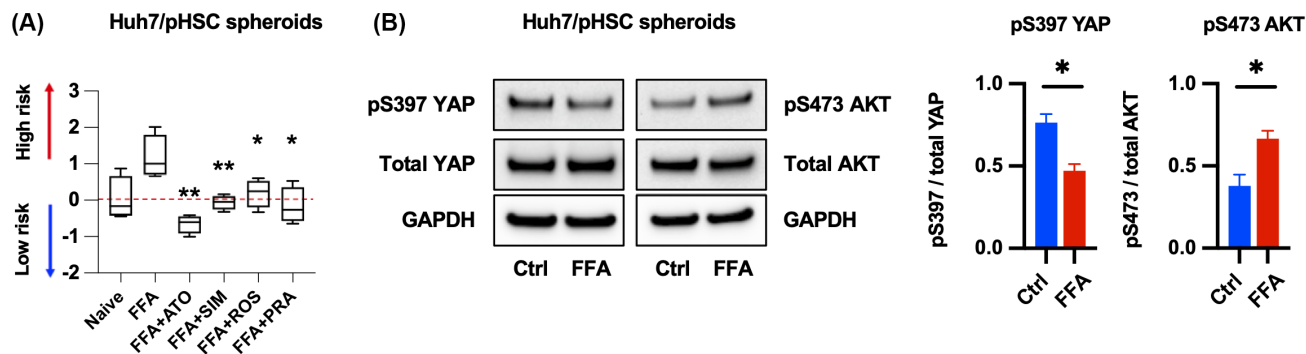 (A)
Huh7/pHSC spheroids
High risk
Low risk
3
2
1
0
-1
-2
**
**
*
*
Naive
FFA
FFA+ATO
FFA+SIM
FFA+ROS
FFA+PRA
(B)
Huh7/pHSC spheroids
pS397 YAP
pS473 AKT
Total YAP
Total AKT
GAPDH
GAPDH
Ctrl FFA Ctrl FFA
pS397 YAP
pS397 / total YAP
1.0
0.5
0.0
*
Ctrl
FFA
pS473 AKT
pS473 / total AKT
1.0
0.5
0.0
*
Ctrl
FFA